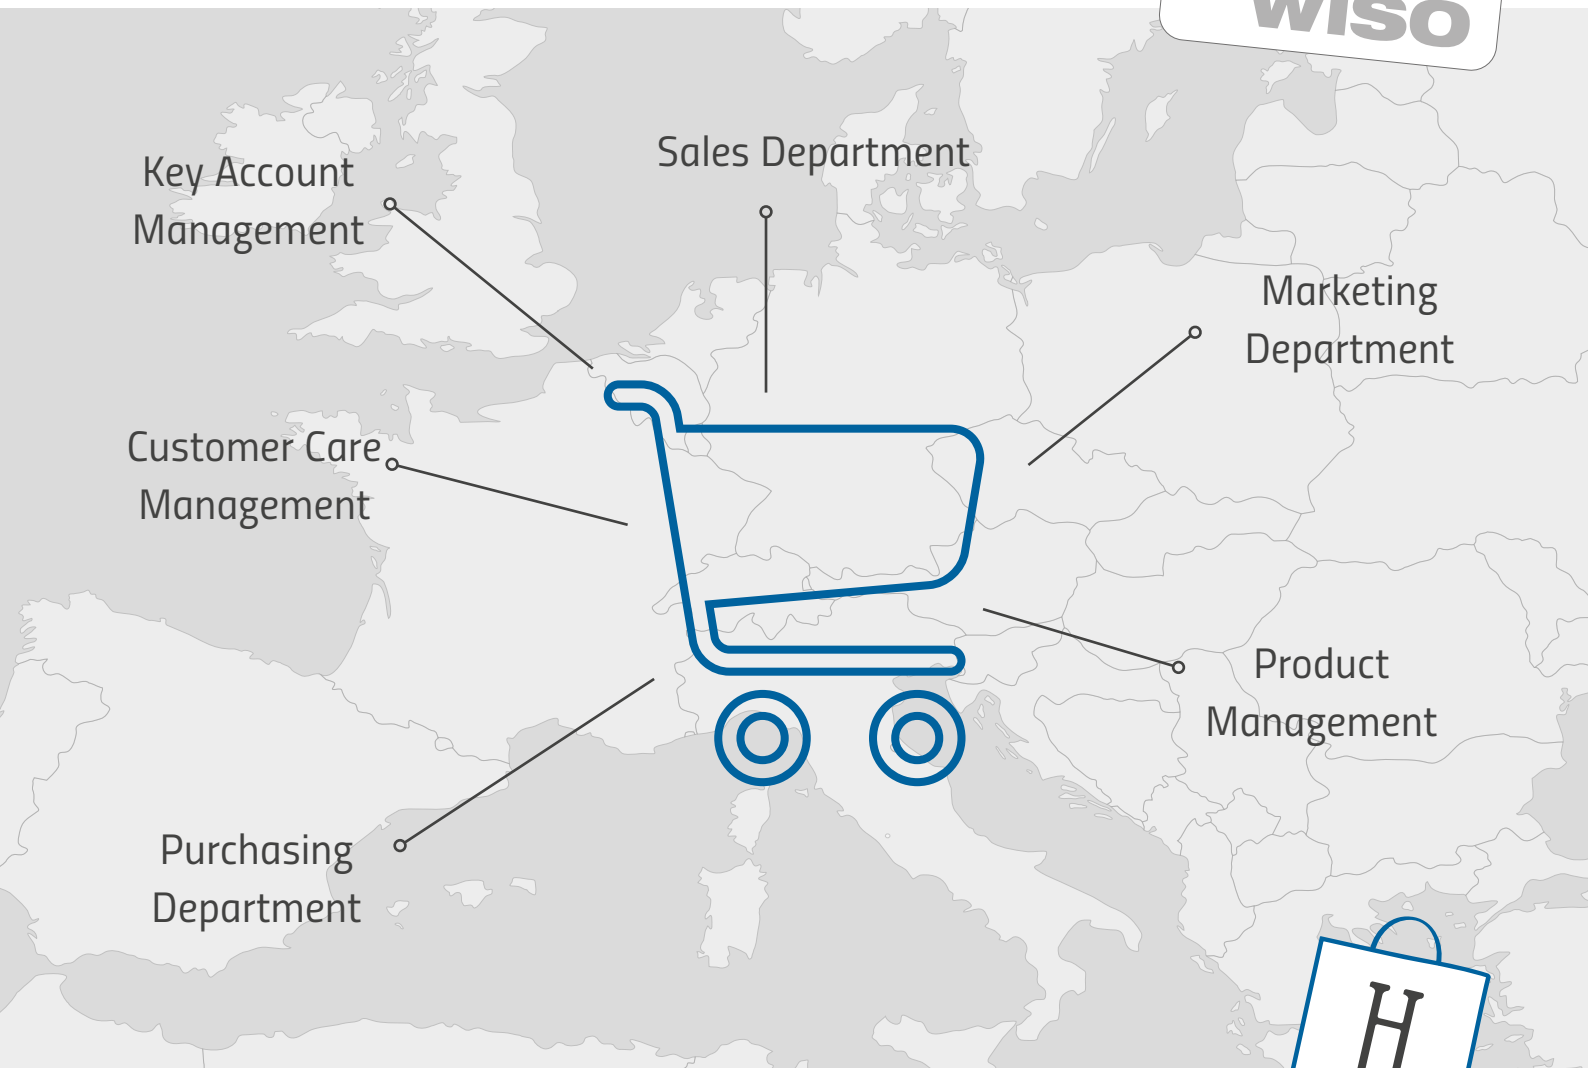 WISO
Key Account
Management
Sales Department
Marketing
Department
Customer Care
Management
Product
Management
Purchasing
Department
H